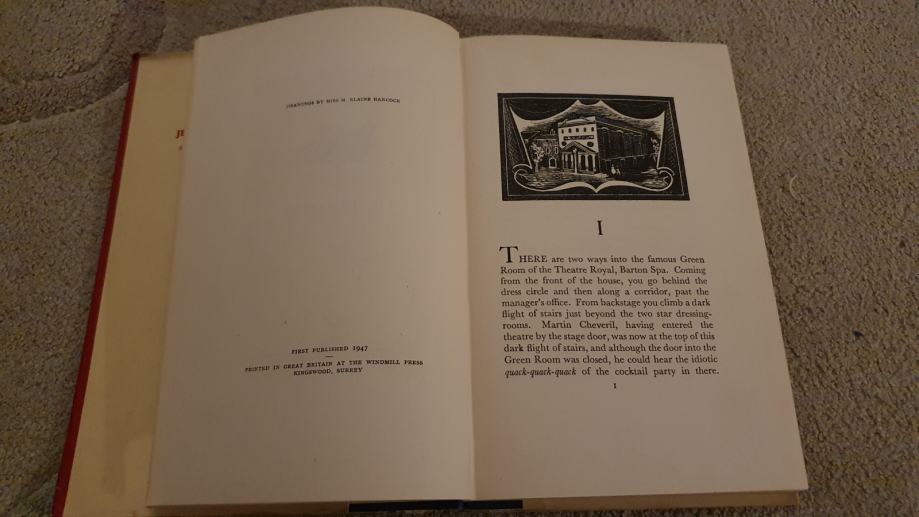 JE
DRAWINGS BY MISS M. ELAINE HANCOCK
FIRST PUBLISHED 1947
PRINTED IN GREAT BRITAIN AT THE WINDMILL PRESS
KINGSWOOD, SURREY
I
THERE are two ways into the famous Green
Room of the Theatre Royal, Barton Spa. Coming
from the front of the house, you go behind the
dress circle and then along a corridor, past the
manager's office. From backstage you climb a dark
flight of stairs just beyond the two star dressing-
rooms. Martin Cheveril, having entered the
theatre by the stage door, was now at the top of this
dark flight of stairs, and although the door into the
Green Room was closed, he could hear the idiotic
quack-quack-quack of the cocktail party in there.
1